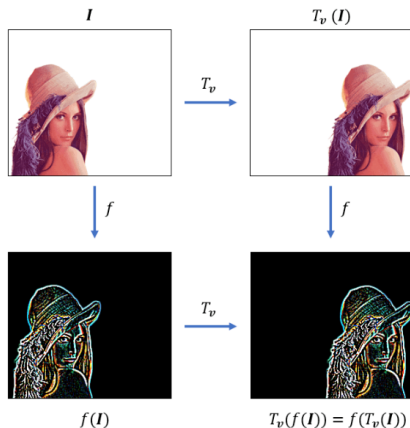 I
T_v (I)
T_v
f
f
T_v
f(I)
T_v(f(I)) = f(T_v(I))